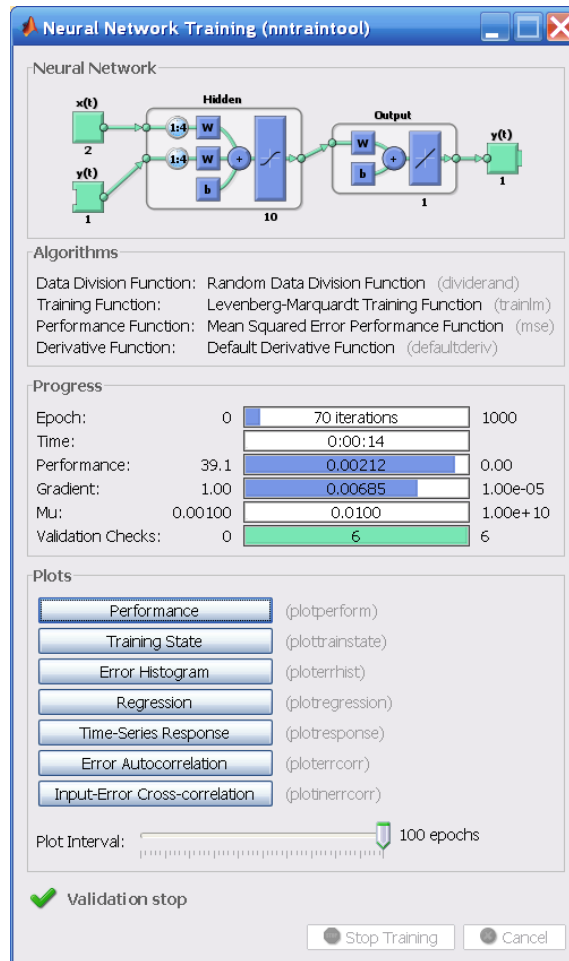 Neural Network Training (nntraintool)
Neural Network
x(t)
2
y(t)
1
Hidden
1:4
W
1:4
W
b
+
10
Output
W
b
+
1
y(t)
1
Algorithms
Data Division Function: Random Data Division Function (dividerand)
Training Function: Levenberg-Marquardt Training Function (trainlm)
Performance Function: Mean Squared Error Performance Function (mse)
Derivative Function: Default Derivative Function (defaultderiv)
Progress
Epoch: 0 70 iterations 1000
Time: 0:00:14
Performance: 39.1 0.00212 0.00
Gradient: 1.00 0.00685 1.00e-05
Mu: 0.00100 0.0100 1.00e+10
Validation Checks: 0 6 6
Plots
Performance (plotperform)
Training State (plottrainstate)
Error Histogram (ploterrhist)
Regression (plotregression)
Time-Series Response (plotresponse)
Error Autocorrelation (ploterrcorr)
Input-Error Cross-correlation (plotinerrcorr)
Plot Interval: 100 epochs
Validation stop
Stop Training Cancel